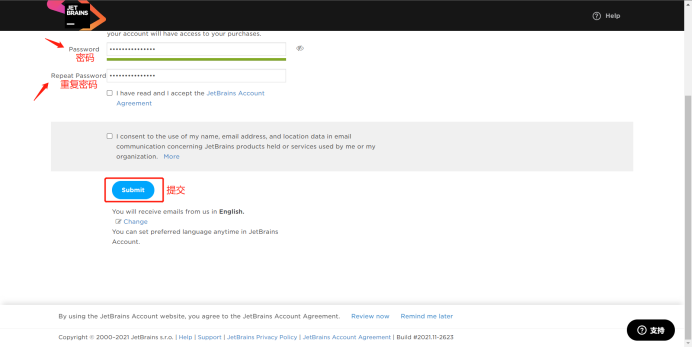 JET
BRAINS
Help
your account will have access to your purchases.
Password
密码
Repeat Password
重复密码
I have read and I accept the JetBrains Account
Agreement
I consent to the use of my name, email address, and location data in email
communication concerning JetBrains products held or services used by me or my
organization. More
Submit
提交
You will receive emails from us in English.
Change
You can set preferred language anytime in JetBrains
Account.
By using the JetBrains Account website, you agree to the JetBrains Account Agreement. Review now Remind me later
支持
Copyright © 2000-2021 JetBrains s.r.o. | Help | Support | JetBrains Privacy Policy | JetBrains Account Agreement | Build #2021.11-2623